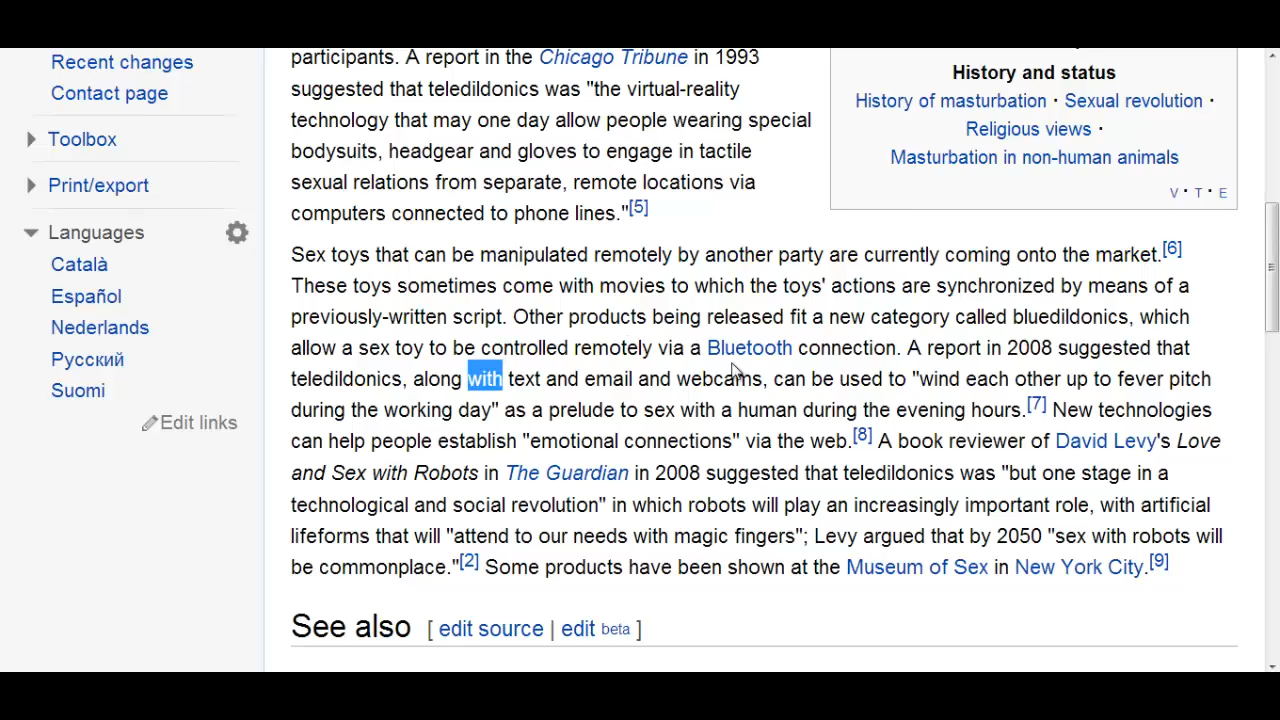 Recent changes
Contact page
Toolbox
Print/export
Languages
Català
Español
Nederlands
Русский
Suomi
Edit links
participants. A report in the Chicago Tribune in 1993
suggested that teledildonics was "the virtual-reality
technology that may one day allow people wearing special
bodysuits, headgear and gloves to engage in tactile
sexual relations from separate, remote locations via
computers connected to phone lines."[5]
History and status
History of masturbation · Sexual revolution ·
Religious views ·
Masturbation in non-human animals
V · T · E
Sex toys that can be manipulated remotely by another party are currently coming onto the market.[6]
These toys sometimes come with movies to which the toys' actions are synchronized by means of a
previously-written script. Other products being released fit a new category called bluedildonics, which
allow a sex toy to be controlled remotely via a Bluetooth connection. A report in 2008 suggested that
teledildonics, along with text and email and webcams, can be used to "wind each other up to fever pitch
during the working day" as a prelude to sex with a human during the evening hours.[7] New technologies
can help people establish "emotional connections" via the web.[8] A book reviewer of David Levy's Love
and Sex with Robots in The Guardian in 2008 suggested that teledildonics was "but one stage in a
technological and social revolution" in which robots will play an increasingly important role, with artificial
lifeforms that will "attend to our needs with magic fingers"; Levy argued that by 2050 "sex with robots will
be commonplace."[2] Some products have been shown at the Museum of Sex in New York City.[9]
See also [ edit source | edit beta ]